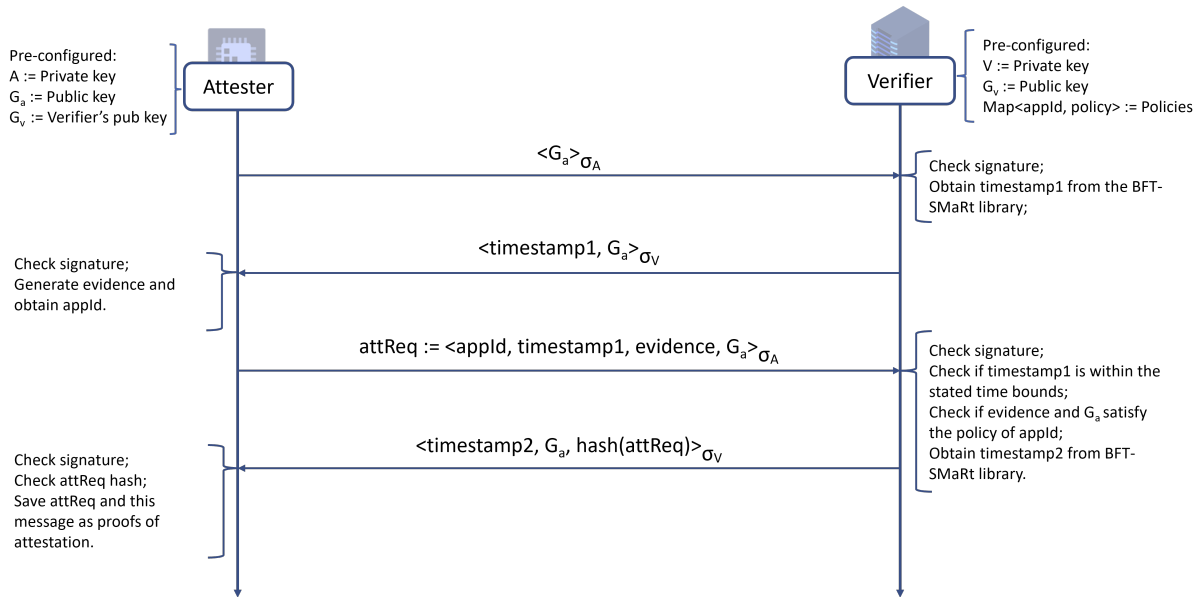 Pre-configured:
A := Private key
Gₐ := Public key
Gᵥ := Verifier's pub key
Attester
Verifier
Pre-configured:
V := Private key
Gᵥ := Public key
Map<appId, policy> := Policies
<Gₐ>σA
Check signature;
Obtain timestamp1 from the BFT-
SMaRt library;
<timestamp1, Gₐ>σV
Check signature;
Generate evidence and
obtain appId.
attReq := <appId, timestamp1, evidence, Gₐ>σA
Check signature;
Check if timestamp1 is within the
stated time bounds;
Check if evidence and Gₐ satisfy
the policy of appId;
Obtain timestamp2 from BFT-
SMaRt library.
<timestamp2, Gₐ, hash(attReq)>σV
Check signature;
Check attReq hash;
Save attReq and this
message as proofs of
attestation.